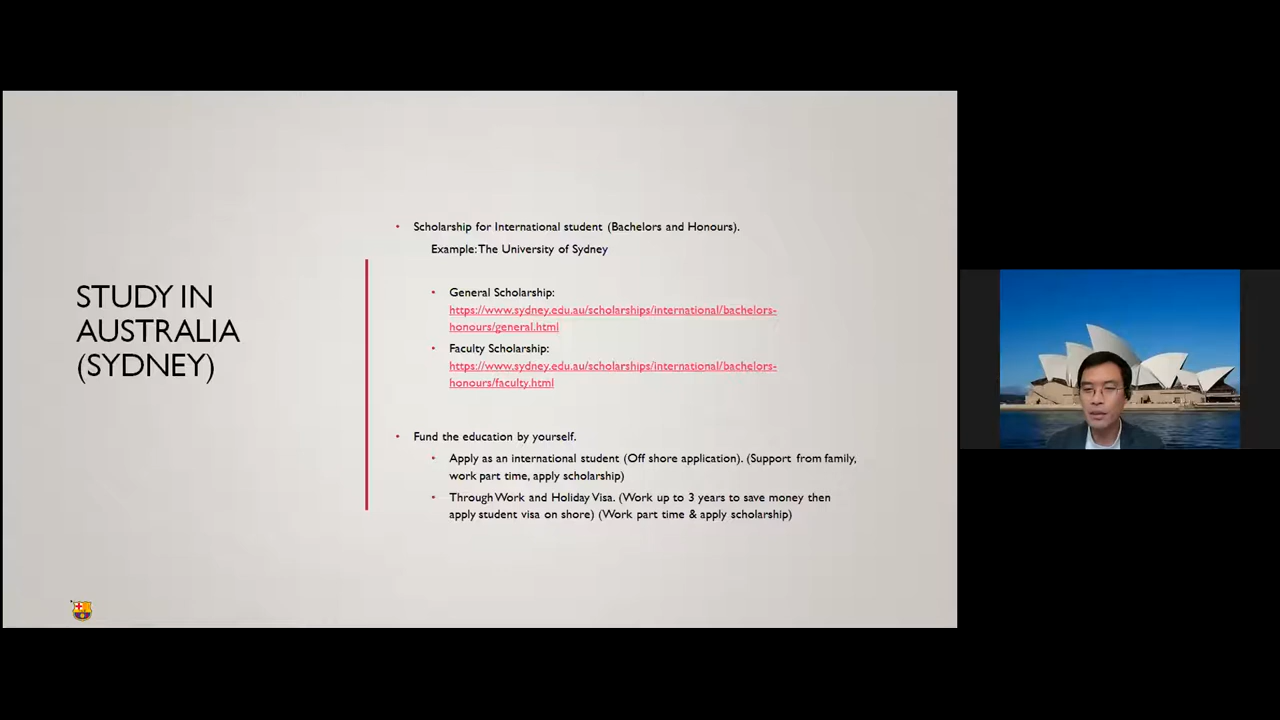 STUDY IN
AUSTRALIA
(SYDNEY)
• Scholarship for International student (Bachelors and Honours).
Example: The University of Sydney
• General Scholarship:
https://www.sydney.edu.au/scholarships/international/bachelors-
honours/general.html
• Faculty Scholarship:
https://www.sydney.edu.au/scholarships/international/bachelors-
honours/faculty.html
• Fund the education by yourself.
• Apply as an international student (Off shore application). (Support from family,
work part time, apply scholarship)
• Through Work and Holiday Visa. (Work up to 3 years to save money then
apply student visa on shore) (Work part time & apply scholarship)